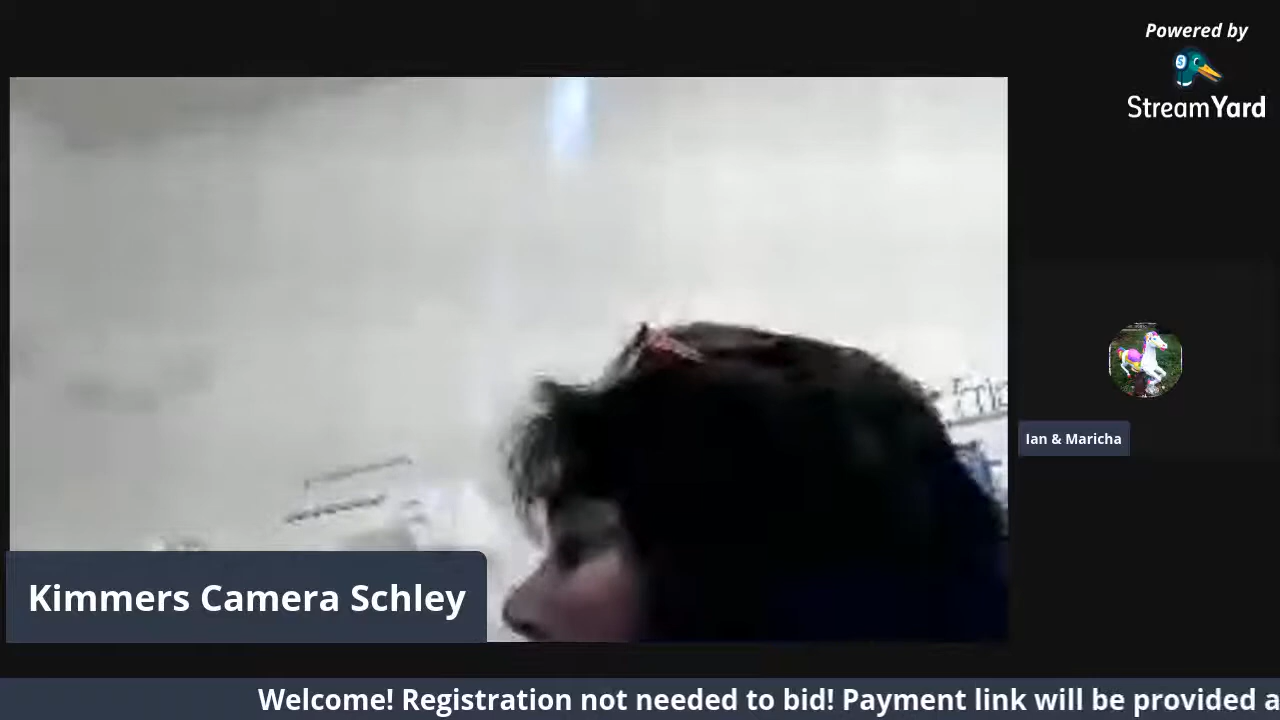 Powered by
StreamYard
Ian & Maricha
Kimmers Camera Schley
Welcome! Registration not needed to bid! Payment link will be provided a